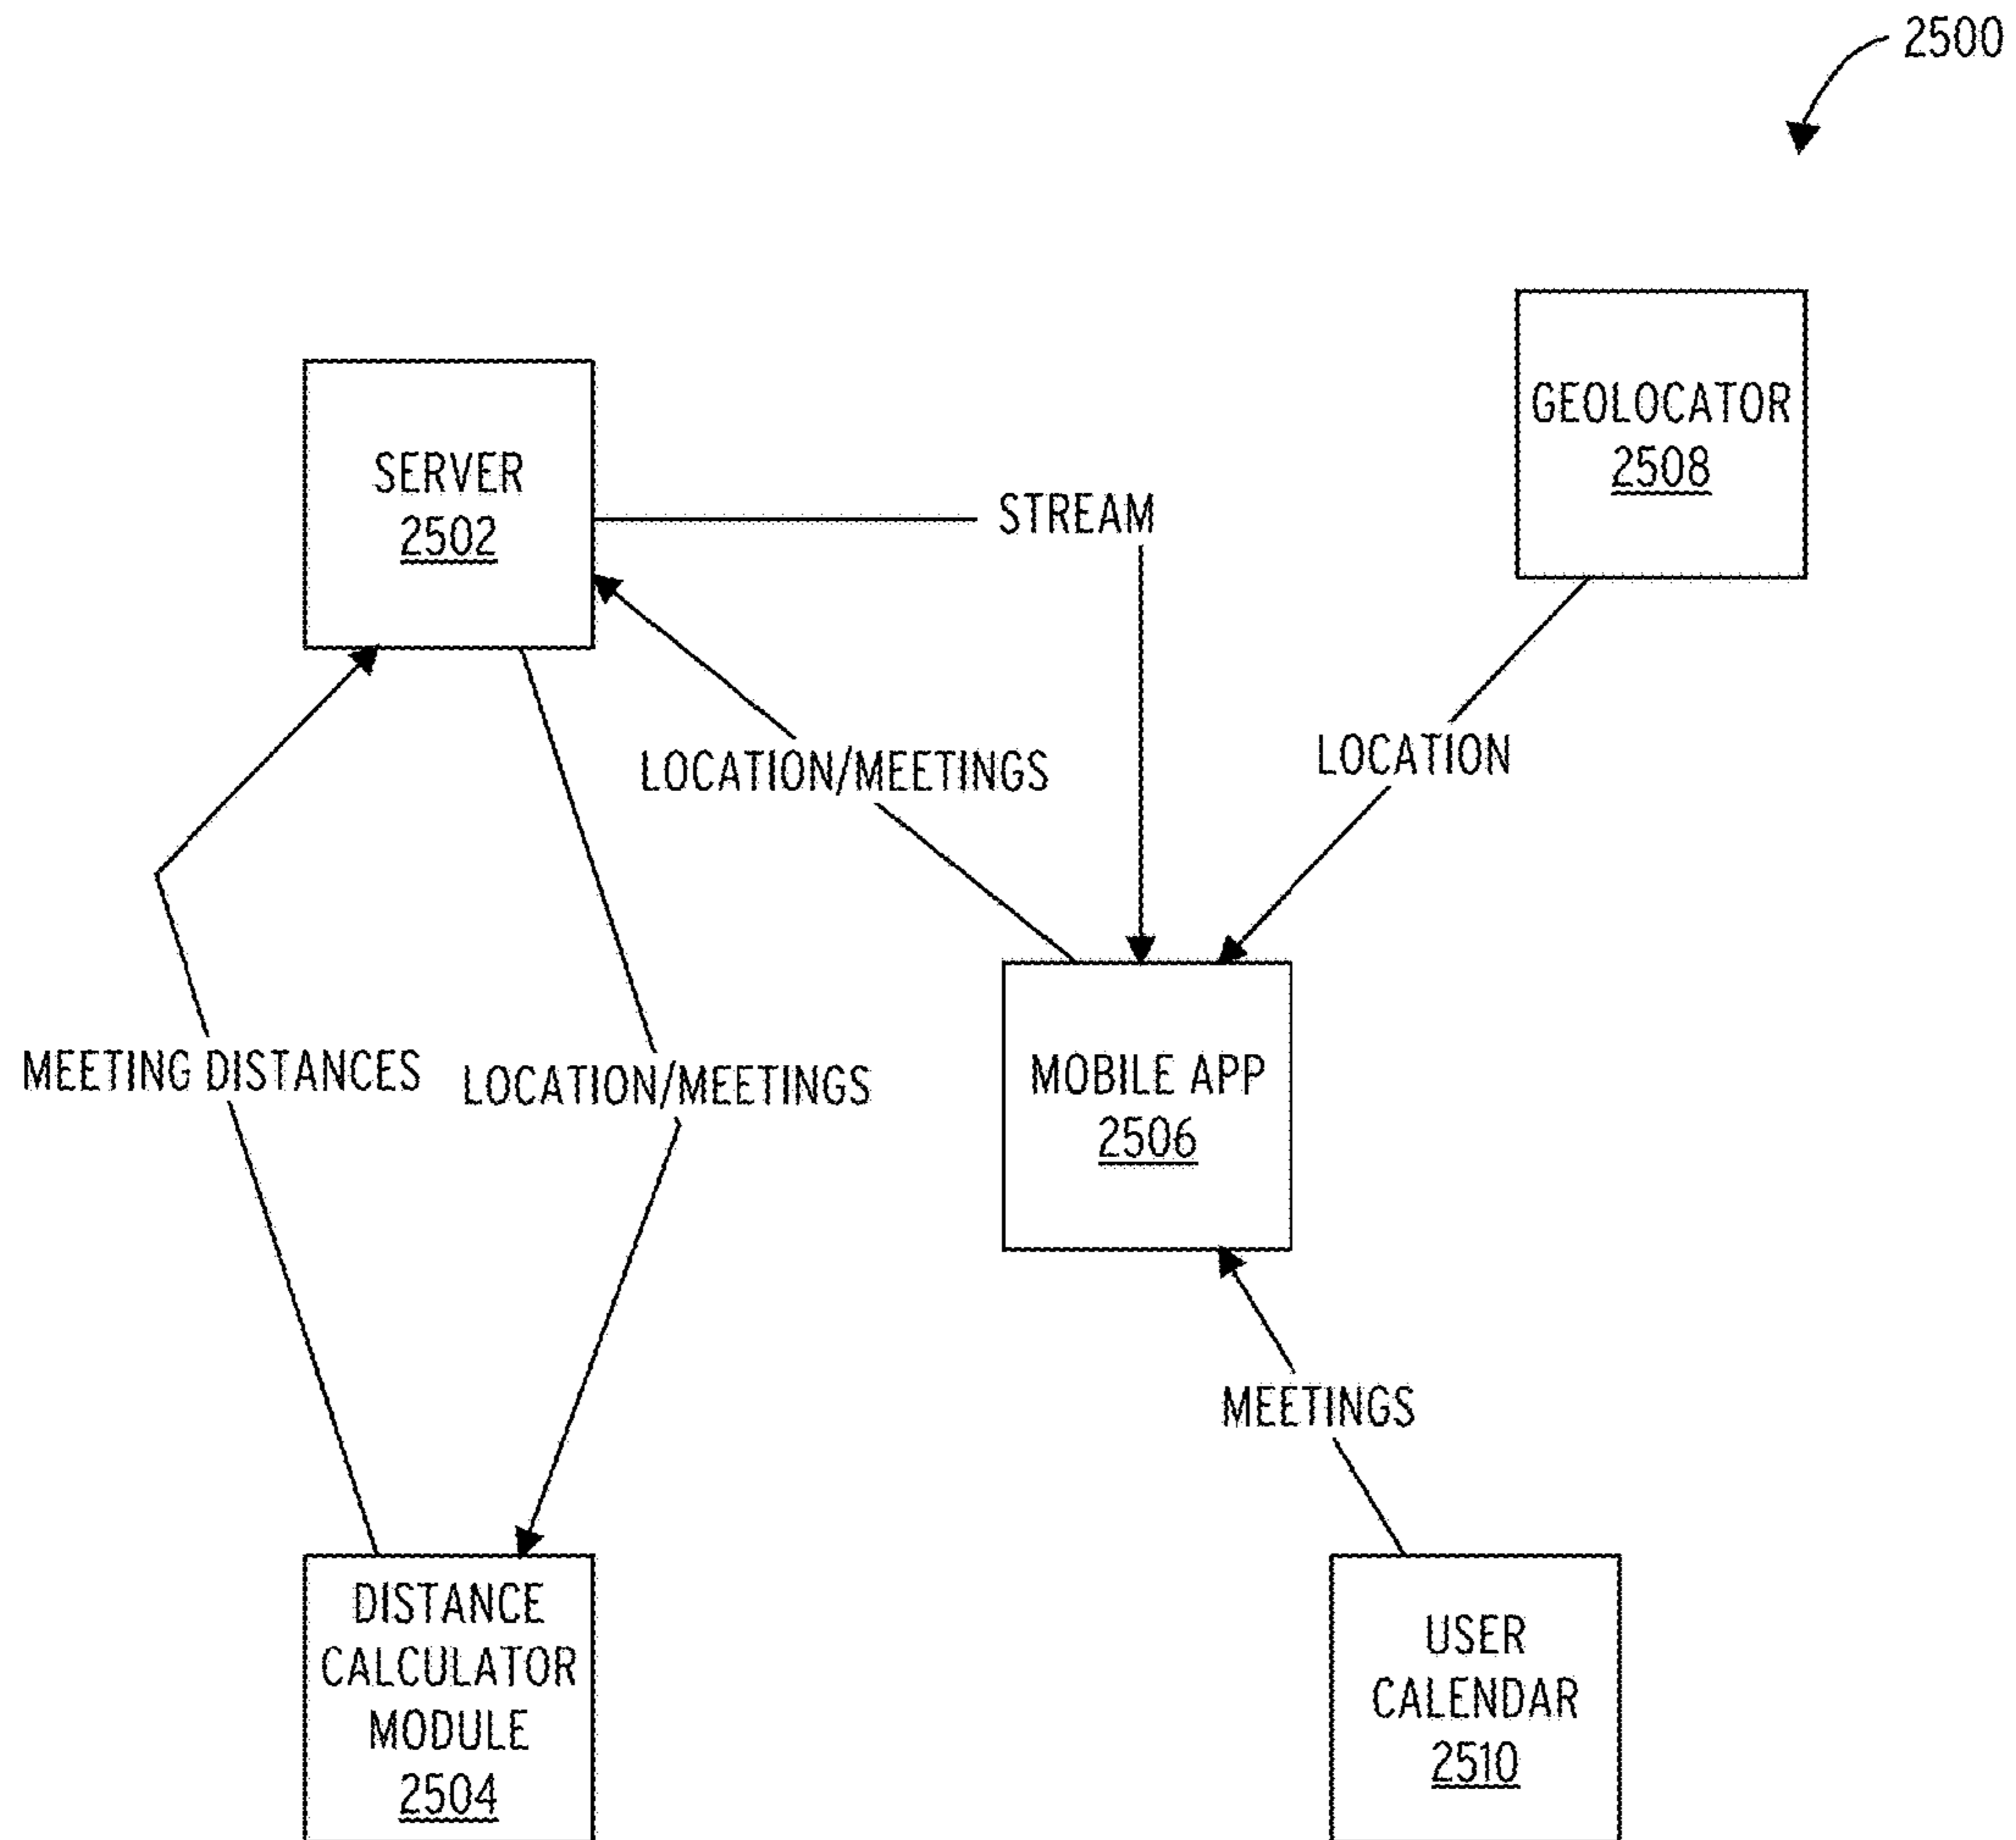 2500
GEOLOCATOR
2508
SERVER
2502
STREAM
LOCATION/MEETINGS
LOCATION
MEETING DISTANCES
LOCATION/MEETINGS
MOBILE APP
2506
MEETINGS
DISTANCE
CALCULATOR
MODULE
2504
USER
CALENDAR
2510